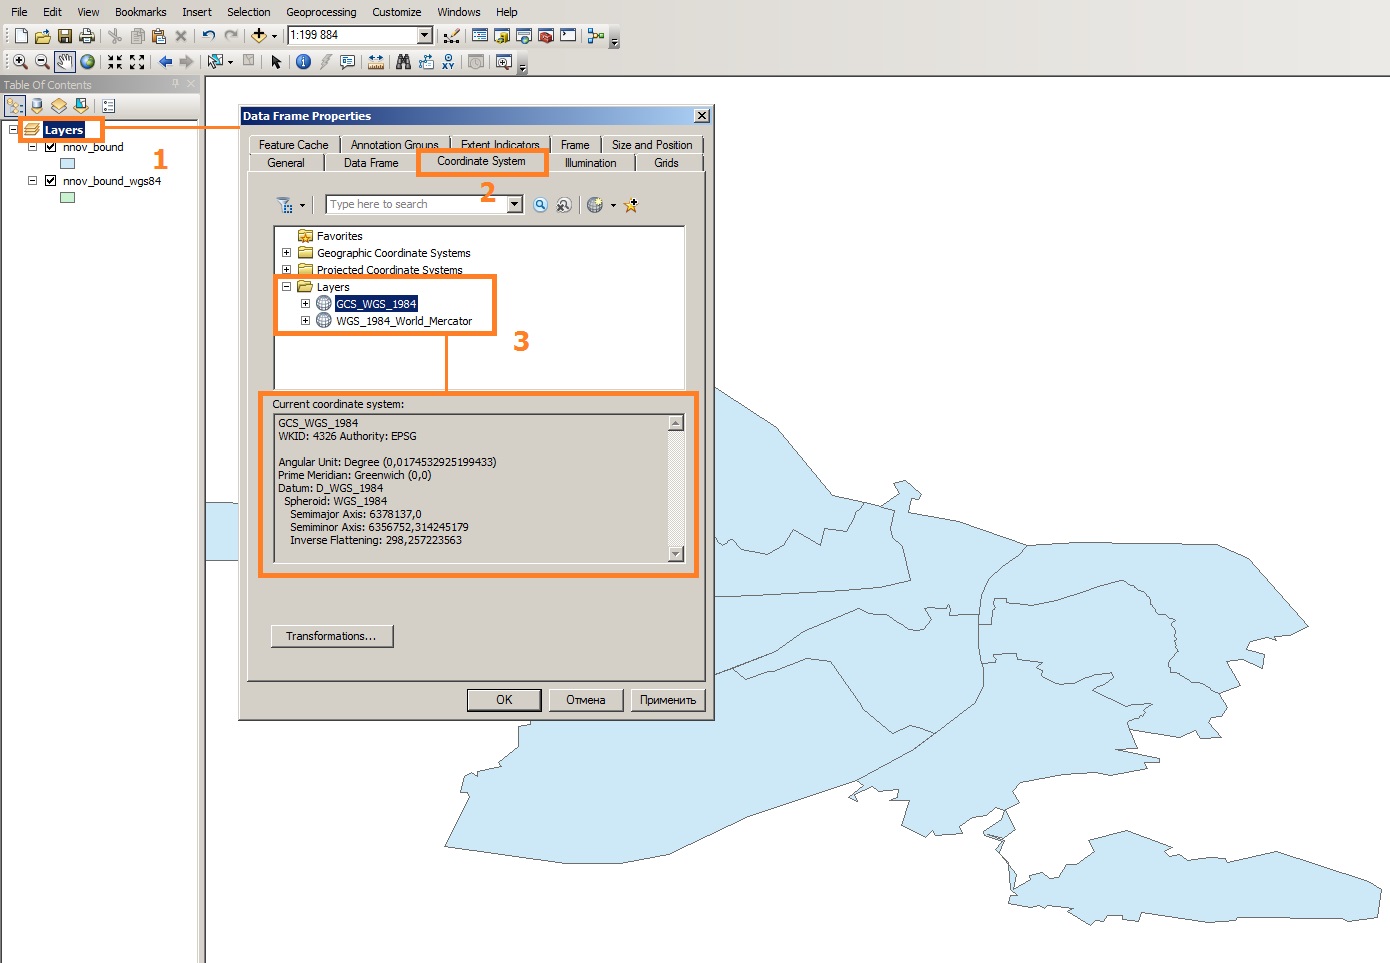 File Edit View Bookmarks Insert Selection Geoprocessing Customize Windows Help
1:199 884
Table Of Contents
Layers
nnov_bound
nnov_bound_wgs84
1
Data Frame Properties
Feature Cache Annotation Groups Extent Indicators Frame Size and Position
General Data Frame Coordinate System Illumination Grids
2
Type here to search
Favorites
Geographic Coordinate Systems
Projected Coordinate Systems
Layers
GCS_WGS_1984
WGS_1984_World_Mercator
3
Current coordinate system:
GCS_WGS_1984
WKID: 4326 Authority: EPSG
Angular Unit: Degree (0,0174532925199433)
Prime Meridian: Greenwich (0,0)
Datum: D_WGS_1984
Spheroid: WGS_1984
Semimajor Axis: 6378137,0
Semiminor Axis: 6356752,314245179
Inverse Flattening: 298,257223563
Transformations...
OK Отмена Применить